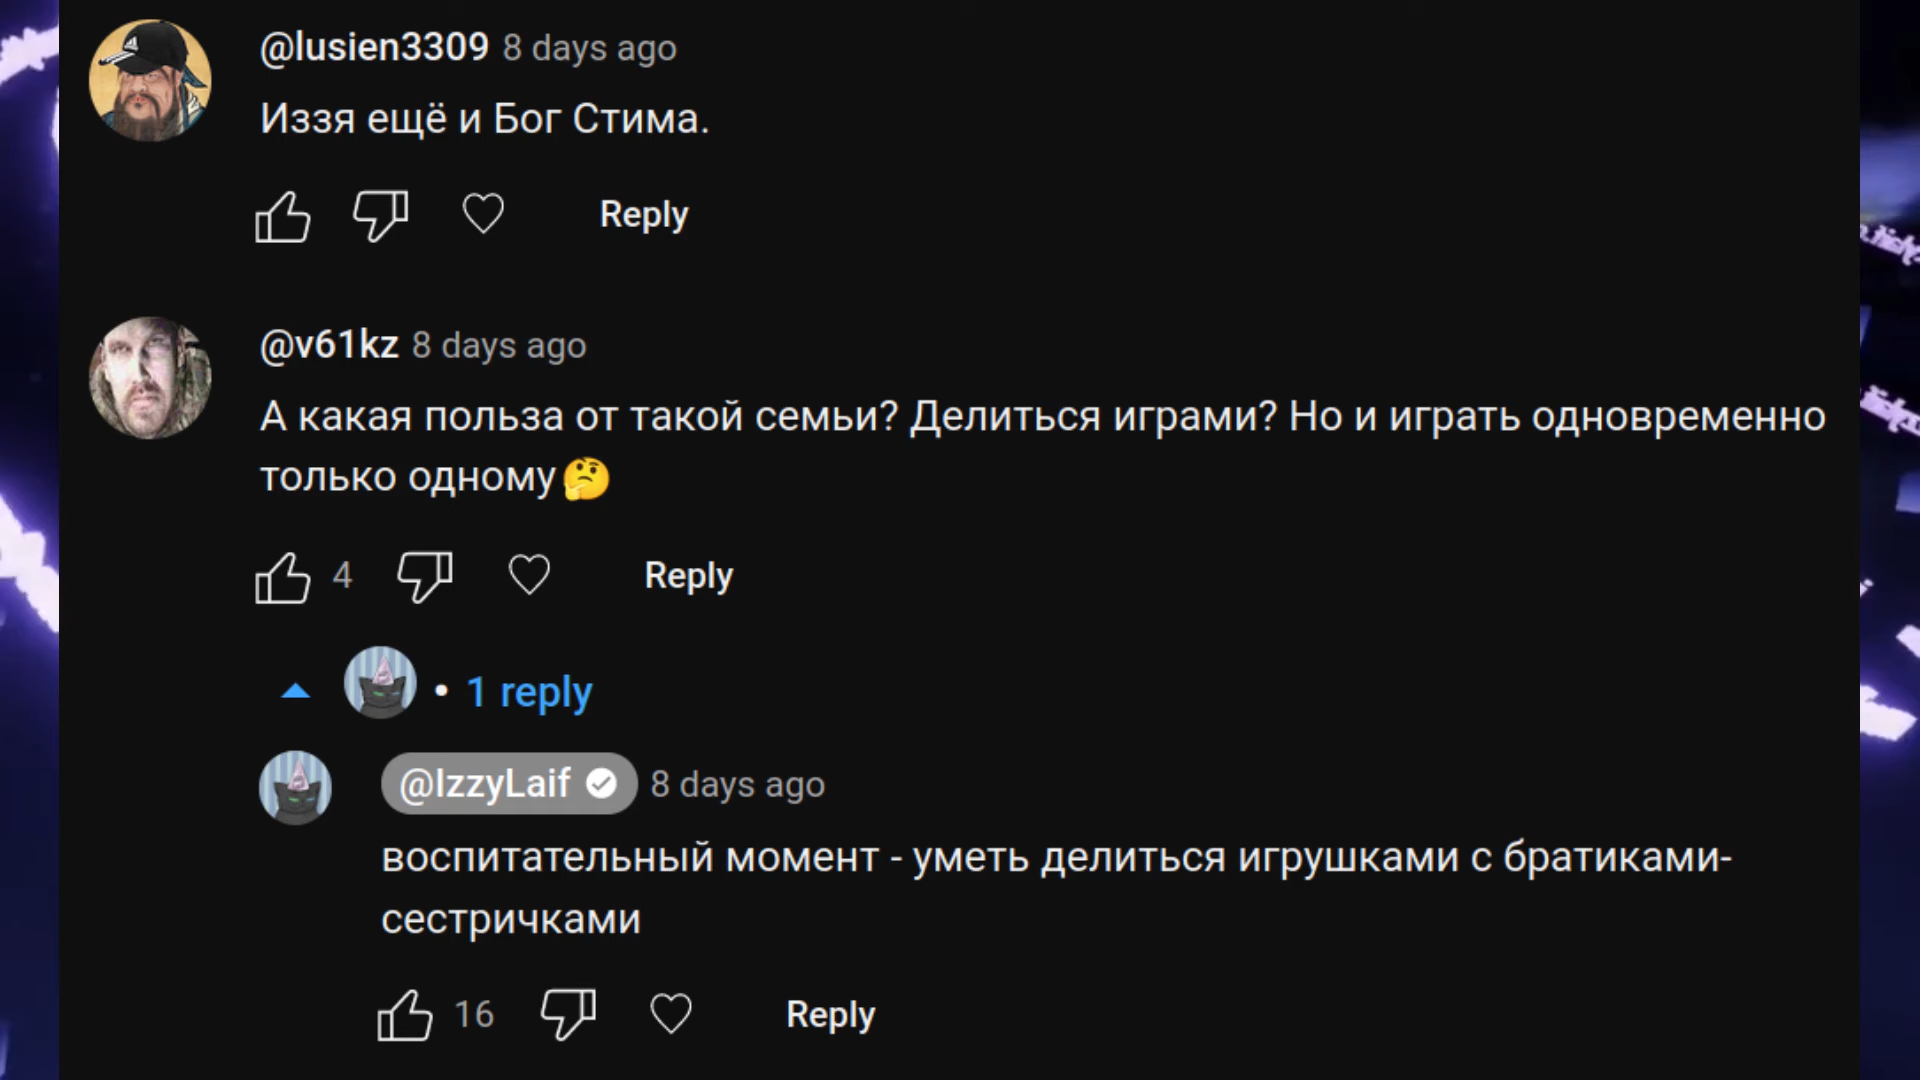 @lusien3309 8 days ago
Иззя ещё и Бог Стима.
Reply
@v61kz 8 days ago
А какая польза от такой семьи? Делиться играми? Но и играть одновременно
только одному🤔
4 Reply
• 1 reply
@IzzyLaif 8 days ago
воспитательный момент - уметь делиться игрушками с братиками-
сестричками
16 Reply